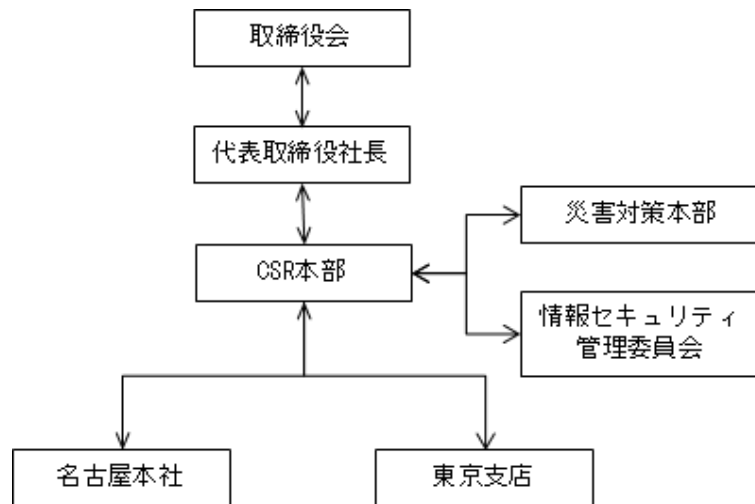 取締役会
代表取締役社長
CSR本部
災害対策本部
情報セキュリティ
管理委員会
名古屋本社
東京支店